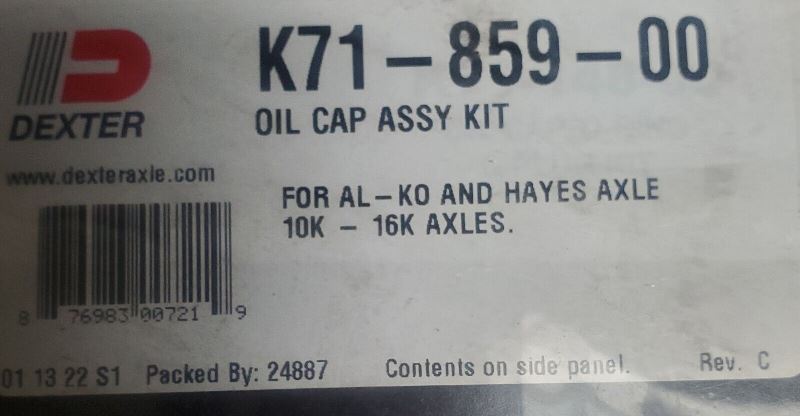 K71-859-00
DEXTER
OIL CAP ASSY KIT
www.dexteraxle.com
FOR AL-KO AND HAYES AXLE
10K - 16K AXLES.
8 76983 00721 9
01 13 22 S1 Packed By: 24887 Contents on side panel. Rev. C